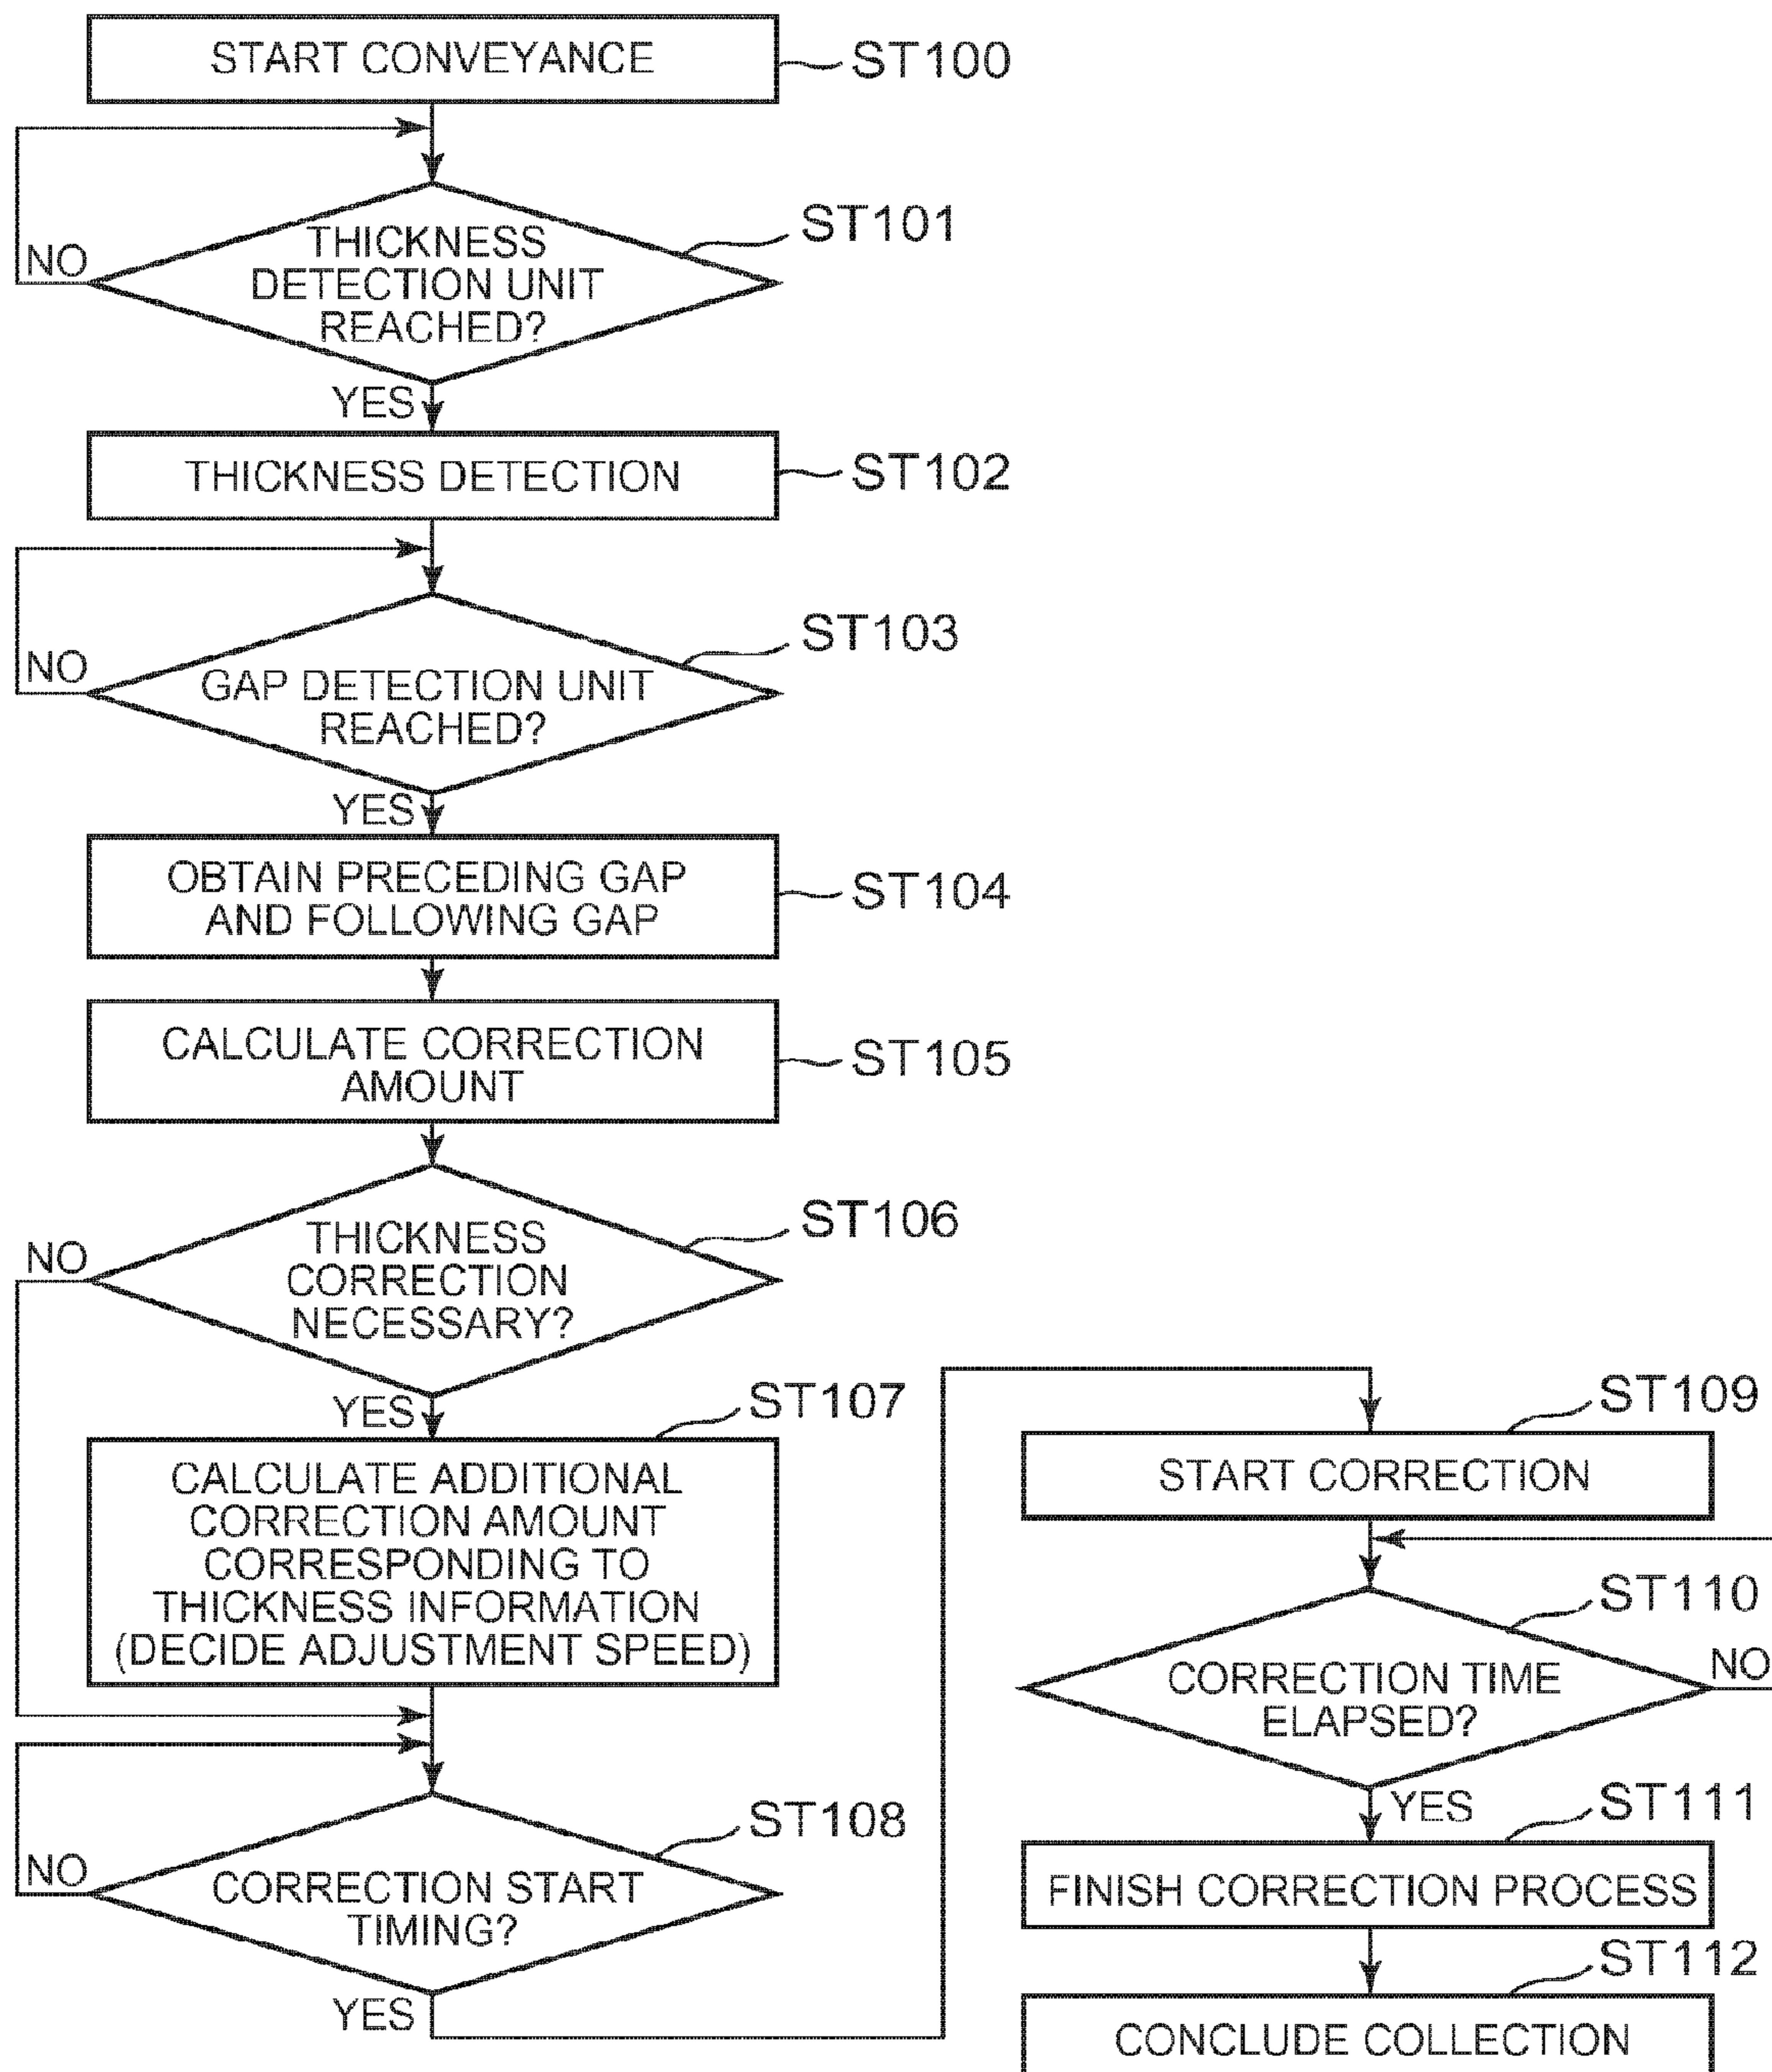 START CONVEYANCE
ST100
ST101
THICKNESS
DETECTION UNIT
REACHED?
NO
YES
THICKNESS DETECTION
ST102
ST103
GAP DETECTION UNIT
REACHED?
NO
YES
OBTAIN PRECEDING GAP
AND FOLLOWING GAP
ST104
CALCULATE CORRECTION
AMOUNT
ST105
ST106
THICKNESS
CORRECTION
NECESSARY?
NO
YES
ST107
CALCULATE ADDITIONAL
CORRECTION AMOUNT
CORRESPONDING TO
THICKNESS INFORMATION
(DECIDE ADJUSTMENT SPEED)
ST108
CORRECTION START
TIMING?
NO
YES
ST109
START CORRECTION
ST110
CORRECTION TIME
ELAPSED?
NO
YES
ST111
FINISH CORRECTION PROCESS
ST112
CONCLUDE COLLECTION